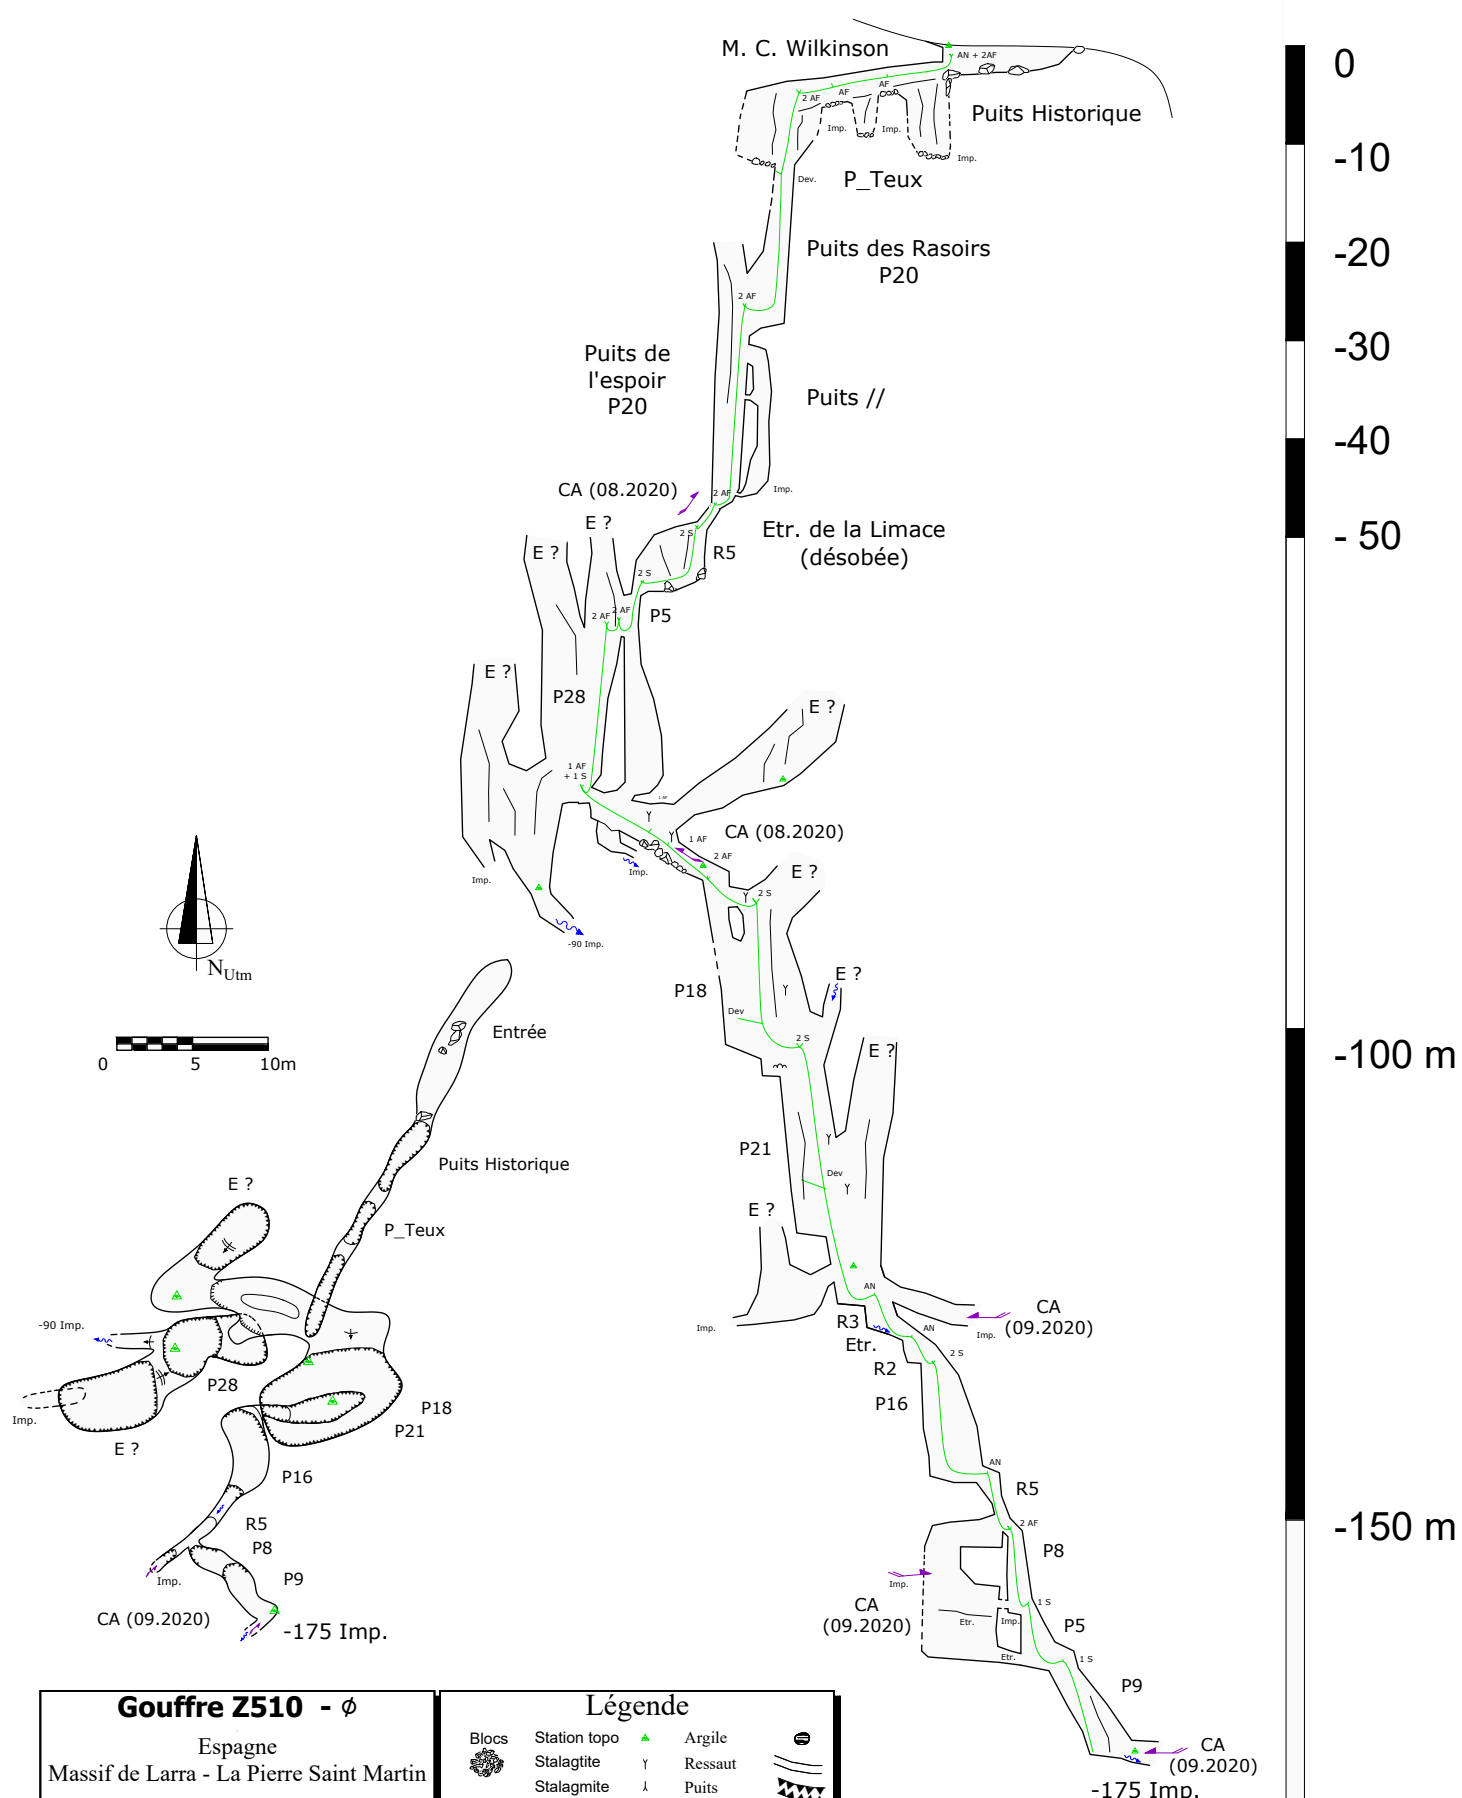 M. C. Wilkinson
AN + 2AF
0
2 AF
AF
AF
Puits Historique
Imp.
Imp.
Imp.
-10
Dev.
P_Teux
Puits des Rasoirs
P20
-20
2 AF
Puits de
l'espoir
P20
-30
Puits //
-40
CA (08.2020)
2 AF
Imp.
E ?
E ?
2 S
R5
Etr. de la Limace
(désobée)
- 50
2 S
2 AF
2 AF
P5
E ?
P28
E ?
1 AF
+ 1 S
1 AF
1 AF
CA (08.2020)
2 AF
Imp.
Imp.
E ?
2 S
-90 Imp.
E ?
P18
Dev
2 S
E ?
-100 m
P21
Dev
E ?
AN
Imp.
R3
Etr.
AN
Imp.
CA
(09.2020)
2 S
R2
P16
AN
R5
2 AF
-150 m
P8
Imp.
CA
(09.2020)
1 S
Etr.
Imp.
Etr.
P5
1 S
P9
CA
(09.2020)
-175 Imp.
NUtm
0
5
10m
Entrée
Puits Historique
E ?
P_Teux
-90 Imp.
P28
Imp.
E ?
P18
P21
P16
R5
P8
P9
Imp.
CA (09.2020)
-175 Imp.
Gouffre Z510 - ϕ
Espagne
Massif de Larra - La Pierre Saint Martin
Légende
Blocs
Station topo
Argile
Stalagtite
Ressaut
Stalagmite
Puits